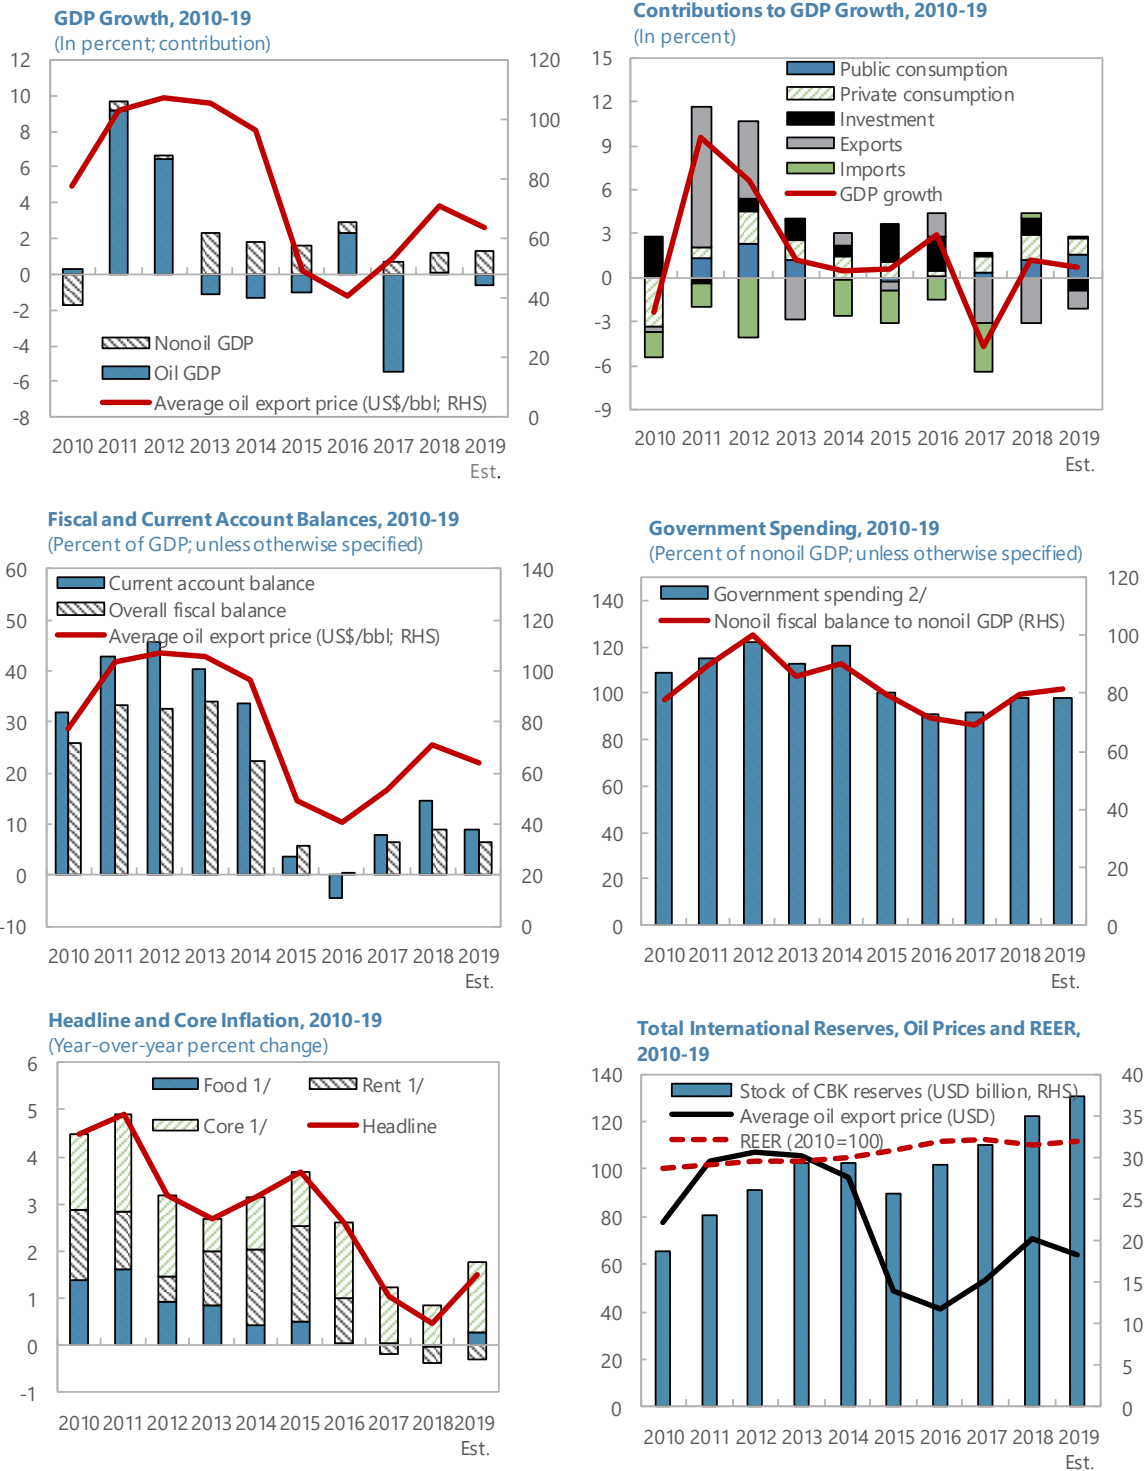 GDP Growth, 2010-19
(In percent; contribution)
12
10
8
6
4
2
0
-2
-4
-6
-8
120
100
80
60
40
20
0
Nonoil GDP
Oil GDP
Average oil export price (US$/bbl; RHS)
2010 2011 2012 2013 2014 2015 2016 2017 2018 2019
Est.
Contributions to GDP Growth, 2010-19
(In percent)
15
12
9
6
3
0
-3
-6
-9
Public consumption
Private consumption
Investment
Exports
Imports
GDP growth
2010 2011 2012 2013 2014 2015 2016 2017 2018 2019
Est.
Fiscal and Current Account Balances, 2010-19
(Percent of GDP; unless otherwise specified)
60
50
40
30
20
10
0
-10
140
120
100
80
60
40
20
0
Current account balance
Overall fiscal balance
Average oil export price (US$/bbl; RHS)
2010 2011 2012 2013 2014 2015 2016 2017 2018 2019
Est.
Government Spending, 2010-19
(Percent of nonoil GDP; unless otherwise specified)
140
120
100
80
60
40
20
0
120
100
80
60
40
20
0
Government spending 2/
Nonoil fiscal balance to nonoil GDP (RHS)
2010 2011 2012 2013 2014 2015 2016 2017 2018 2019
Est.
Headline and Core Inflation, 2010-19
(Year-over-year percent change)
6
5
4
3
2
1
0
-1
Food 1/
Rent 1/
Core 1/
Headline
2010 2011 2012 2013 2014 2015 2016 2017 2018 2019
Est.
Total International Reserves, Oil Prices and REER,
2010-19
140
120
100
80
60
40
20
0
40
35
30
25
20
15
10
5
0
Stock of CBK reserves (USD billion, RHS)
Average oil export price (USD)
REER (2010=100)
2010 2011 2012 2013 2014 2015 2016 2017 2018 2019
Est.